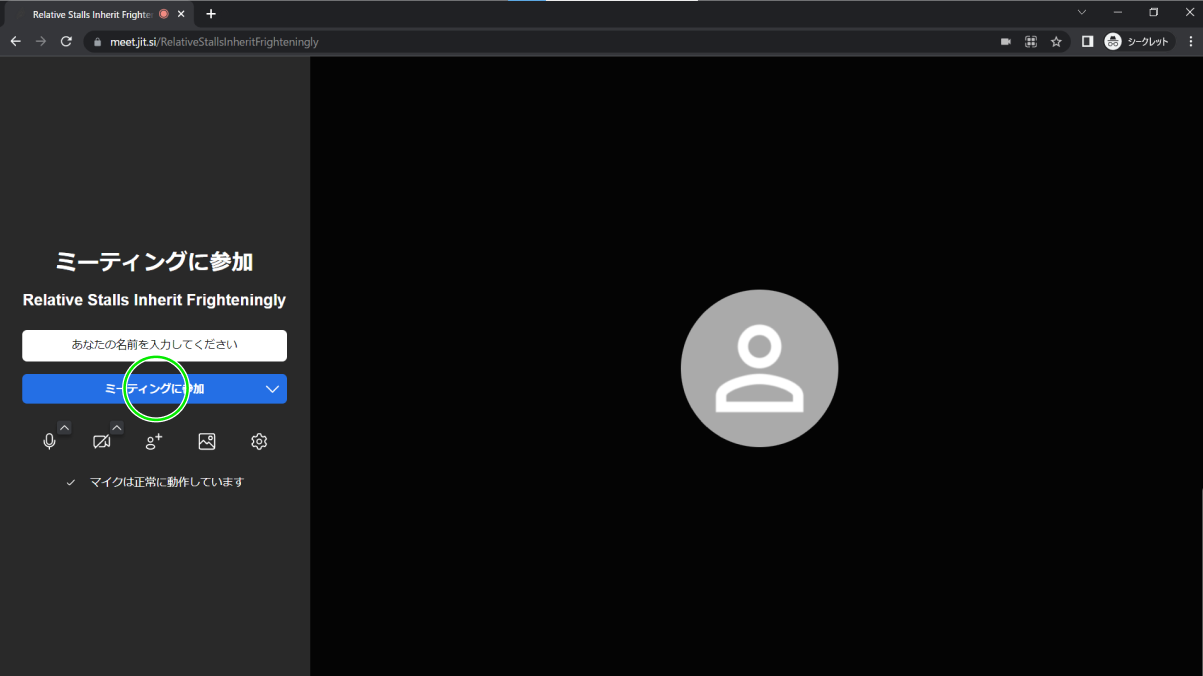 Relative Stalls Inherit Frighte
meet.jit.si/RelativeStallsInheritFrighteningly
シークレット
ミーティングに参加
Relative Stalls Inherit Frighteningly
あなたの名前を入力してください
ミーティングに参加
マイクは正常に動作しています